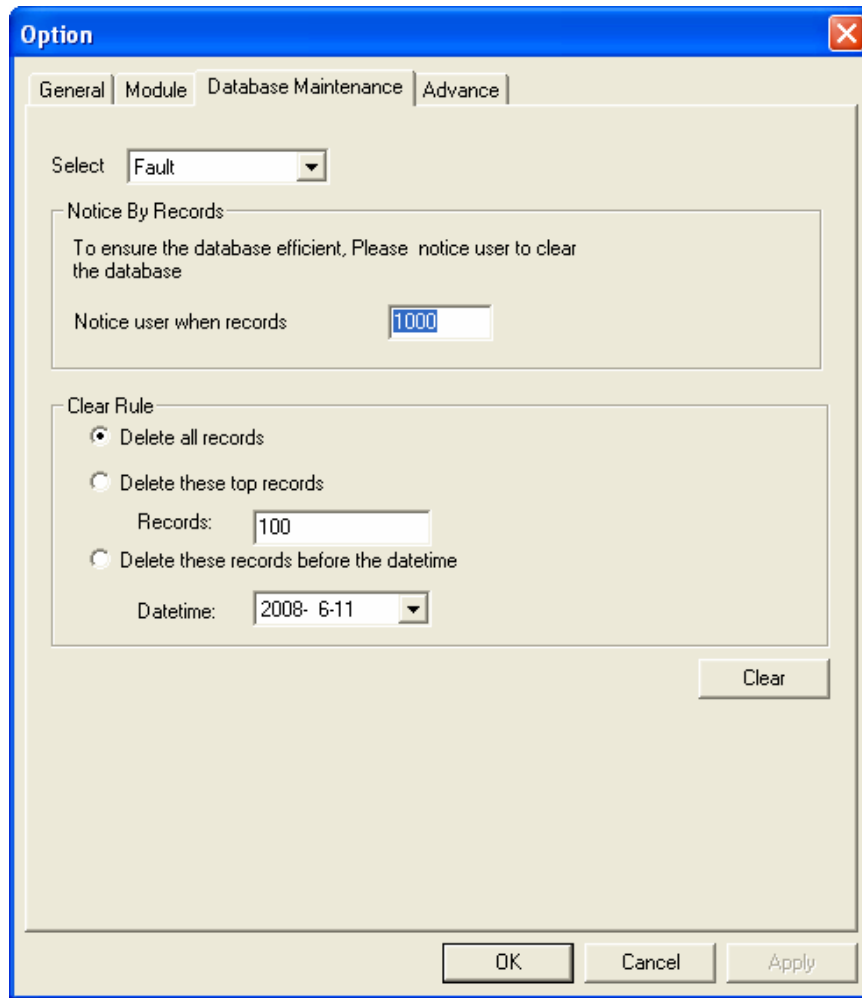 Option
General Module Database Maintenance Advance
Select Fault
Notice By Records
To ensure the database efficient, Please  notice user to clear
the database
Notice user when records 1000
Clear Rule
Delete all records
Delete these top records
Records: 100
Delete these records before the datetime
Datetime: 2008- 6-11
Clear
OK Cancel Apply